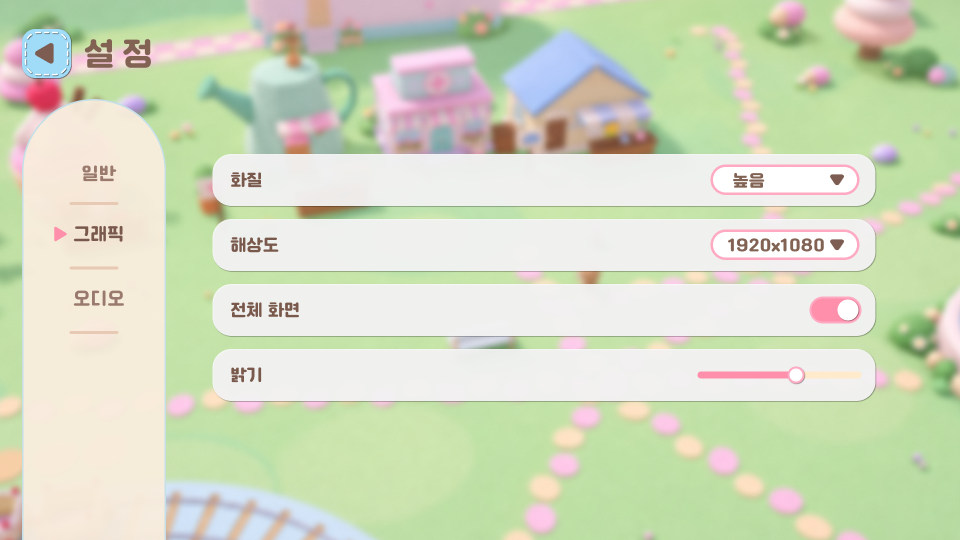 설정
일반
그래픽
오디오
화질
높음
해상도
1920x1080
전체 화면
밝기